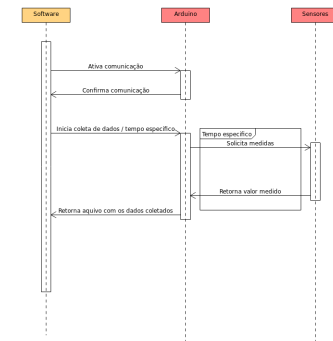 Software
Arduino
Sensores
Ativa comunicação
Confirma comunicação
Inicia coleta de dados / tempo específico
Tempo específico
Solicita medidas
Retorna valor medido
Retorna aquivo com os dados coletados